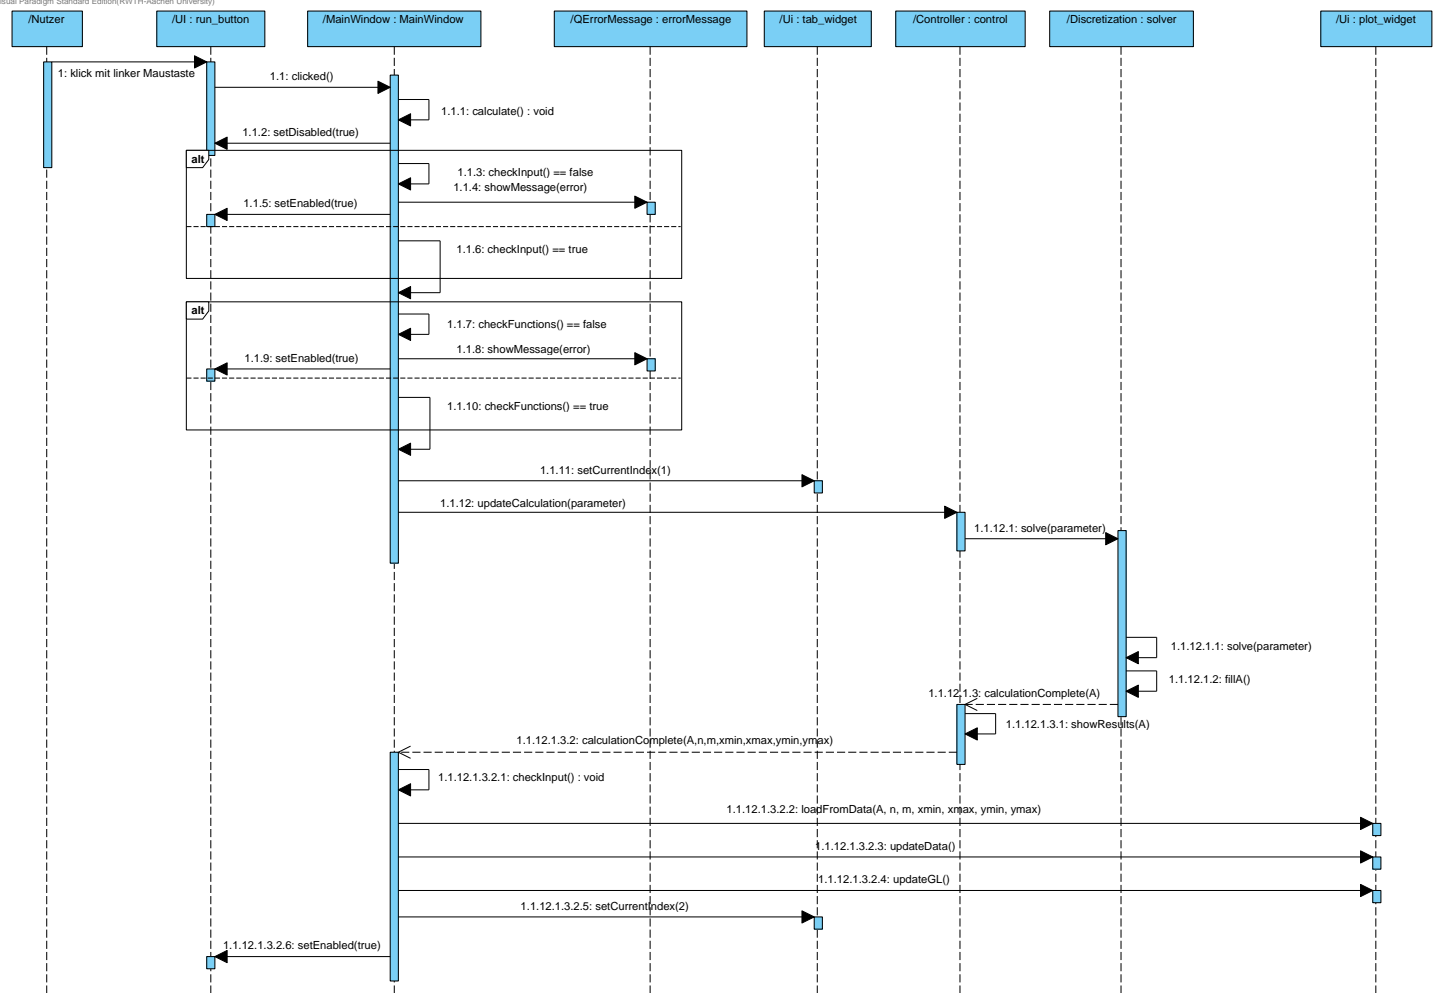 Visual Paradigm Standard Edition(RWTH-Aachen University)
/Nutzer
/UI : run_button
/MainWindow : MainWindow
/QErrorMessage : errorMessage
/Ui : tab_widget
/Controller : control
/Discretization : solver
/Ui : plot_widget
1: klick mit linker Maustaste
1.1: clicked()
1.1.1: calculate() : void
1.1.2: setDisabled(true)
alt
1.1.3: checkInput() == false
1.1.4: showMessage(error)
1.1.5: setEnabled(true)
1.1.6: checkInput() == true
alt
1.1.7: checkFunctions() == false
1.1.8: showMessage(error)
1.1.9: setEnabled(true)
1.1.10: checkFunctions() == true
1.1.11: setCurrentIndex(1)
1.1.12: updateCalculation(parameter)
1.1.12.1: solve(parameter)
1.1.12.1.1: solve(parameter)
1.1.12.1.2: fillA()
1.1.12.1.3: calculationComplete(A)
1.1.12.1.3.1: showResults(A)
1.1.12.1.3.2: calculationComplete(A,n,m,xmin,xmax,ymin,ymax)
1.1.12.1.3.2.1: checkInput() : void
1.1.12.1.3.2.2: loadFromData(A, n, m, xmin, xmax, ymin, ymax)
1.1.12.1.3.2.3: updateData()
1.1.12.1.3.2.4: updateGL()
1.1.12.1.3.2.5: setCurrentIndex(2)
1.1.12.1.3.2.6: setEnabled(true)